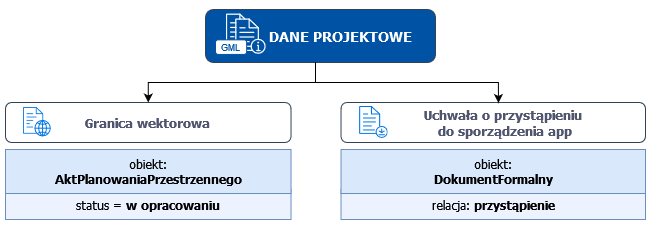 GML
DANE PROJEKTOWE
Granica wektorowa
obiekt:
AktPlanowaniaPrzestrzennego
status = w opracowaniu
Uchwała o przystąpieniu
do sporządzenia app
obiekt:
DokumentFormalny
relacja: przystąpienie